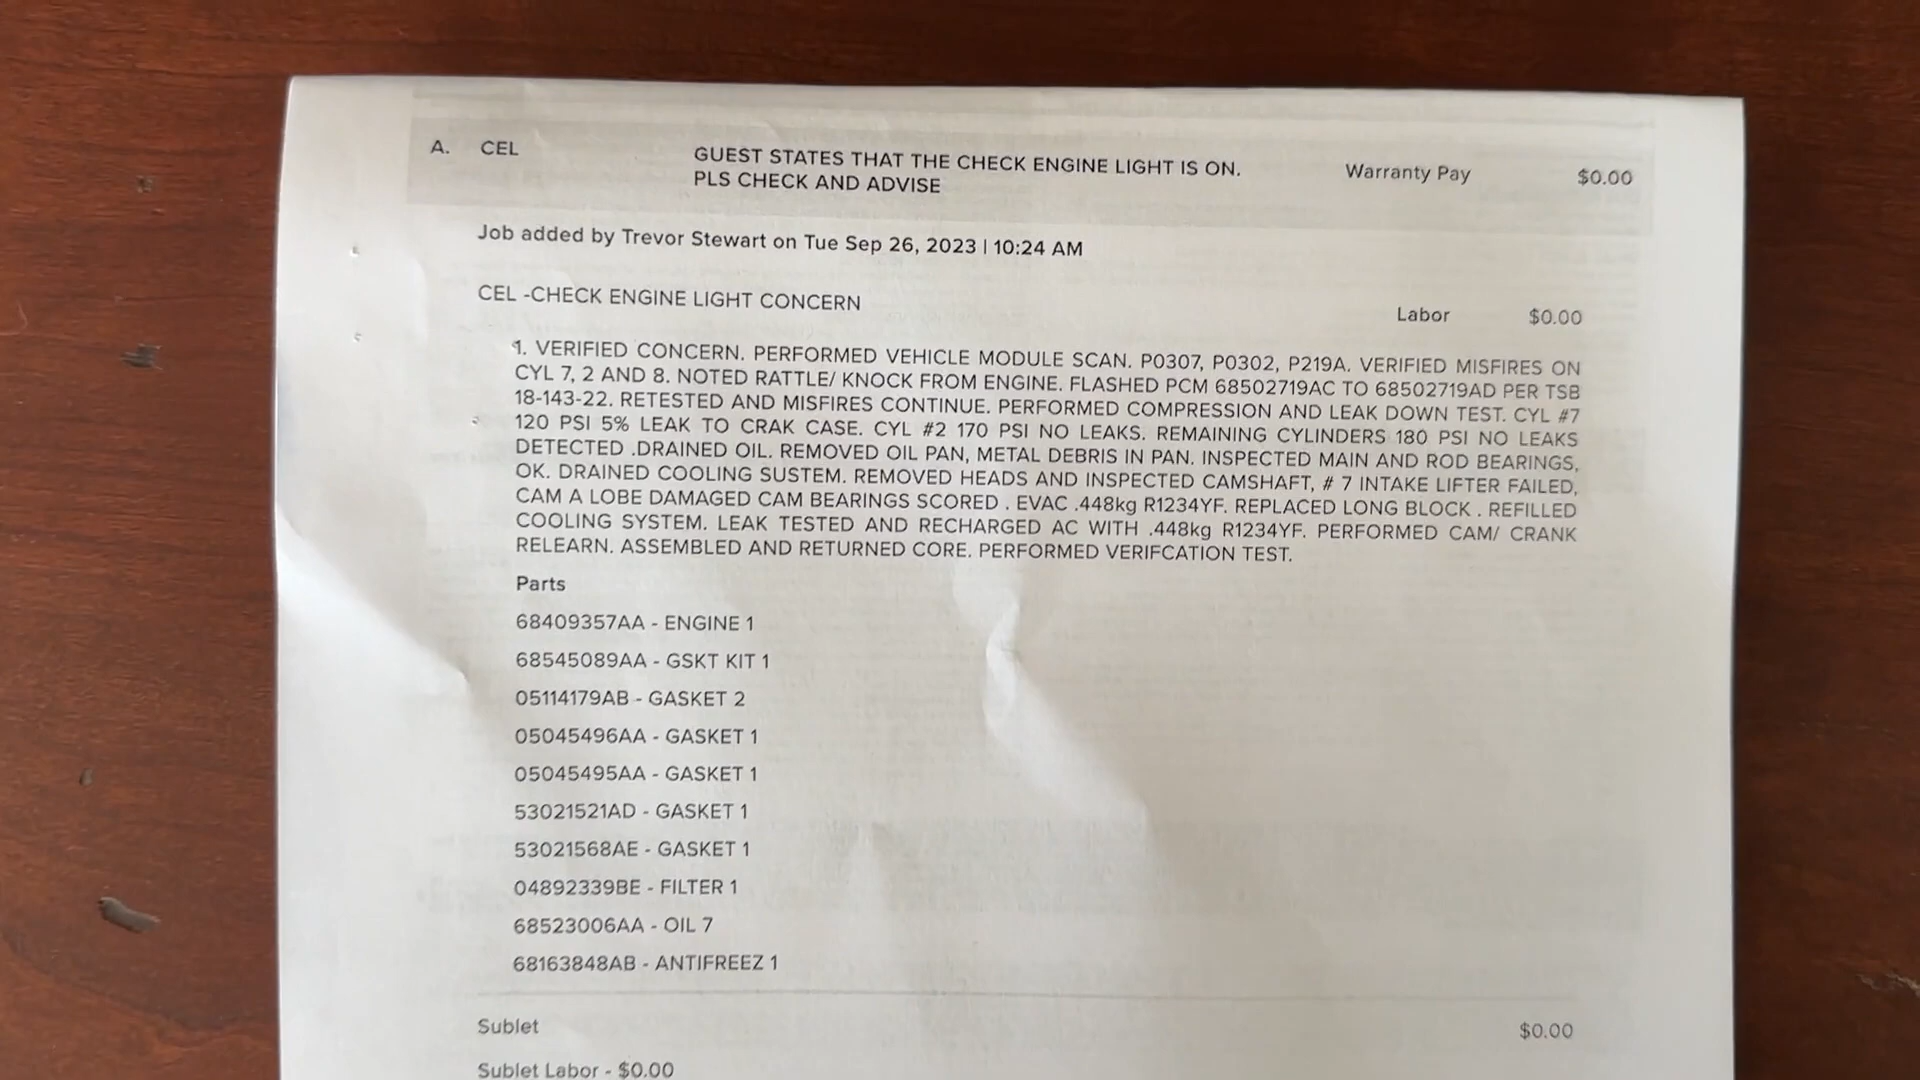 A. CEL GUEST STATES THAT THE CHECK ENGINE LIGHT IS ON. Warranty Pay $0.00
PLS CHECK AND ADVISE
Job added by Trevor Stewart on Tue Sep 26, 2023 | 10:24 AM
CEL -CHECK ENGINE LIGHT CONCERN Labor $0.00
1. VERIFIED CONCERN. PERFORMED VEHICLE MODULE SCAN. P0307, P0302, P219A. VERIFIED MISFIRES ON
CYL 7, 2 AND 8. NOTED RATTLE/ KNOCK FROM ENGINE. FLASHED PCM 68502719AC TO 68502719AD PER TSB
18-143-22. RETESTED AND MISFIRES CONTINUE. PERFORMED COMPRESSION AND LEAK DOWN TEST. CYL #7
120 PSI 5% LEAK TO CRAK CASE. CYL #2 170 PSI NO LEAKS. REMAINING CYLINDERS 180 PSI NO LEAKS
DETECTED .DRAINED OIL. REMOVED OIL PAN, METAL DEBRIS IN PAN. INSPECTED MAIN AND ROD BEARINGS,
OK. DRAINED COOLING SUSTEM. REMOVED HEADS AND INSPECTED CAMSHAFT, # 7 INTAKE LIFTER FAILED,
CAM A LOBE DAMAGED CAM BEARINGS SCORED . EVAC .448kg R1234YF. REPLACED LONG BLOCK . REFILLED
COOLING SYSTEM. LEAK TESTED AND RECHARGED AC WITH .448kg R1234YF. PERFORMED CAM/ CRANK
RELEARN. ASSEMBLED AND RETURNED CORE. PERFORMED VERIFCATION TEST.
Parts
68409357AA - ENGINE 1
68545089AA - GSKT KIT 1
05114179AB - GASKET 2
05045496AA - GASKET 1
05045495AA - GASKET 1
53021521AD - GASKET 1
53021568AE - GASKET 1
04892339BE - FILTER 1
68523006AA - OIL 7
68163848AB - ANTIFREEZ 1
Sublet $0.00
Sublet Labor - $0.00